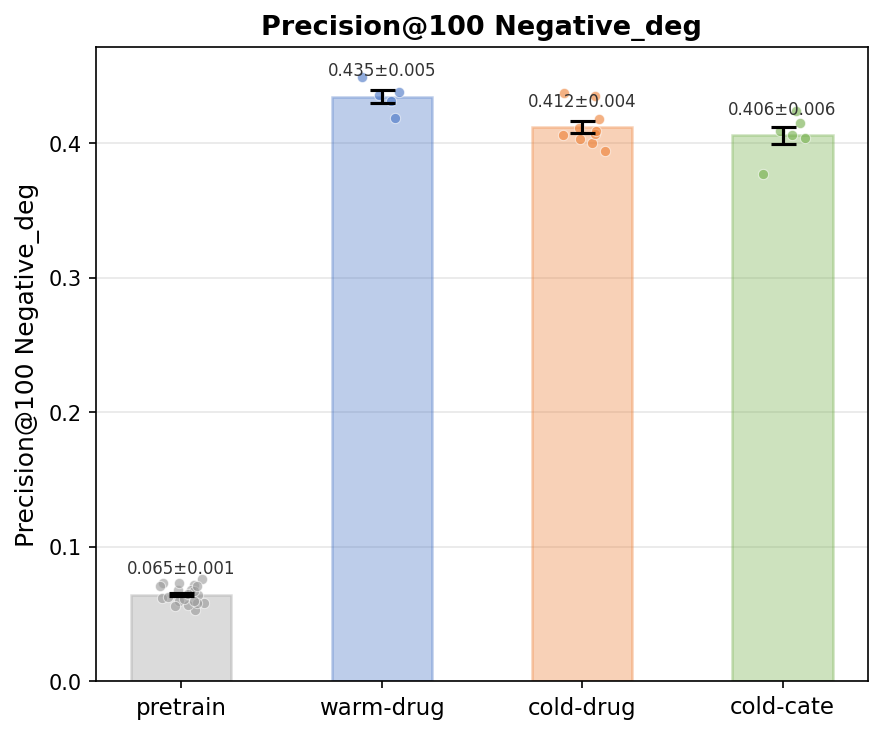 Precision@100 Negative_deg
Precision@100 Negative_deg
0.4
0.3
0.2
0.1
0.0
0.065±0.001
0.435±0.005
0.412±0.004
0.406±0.006
pretrain
warm-drug
cold-drug
cold-cate